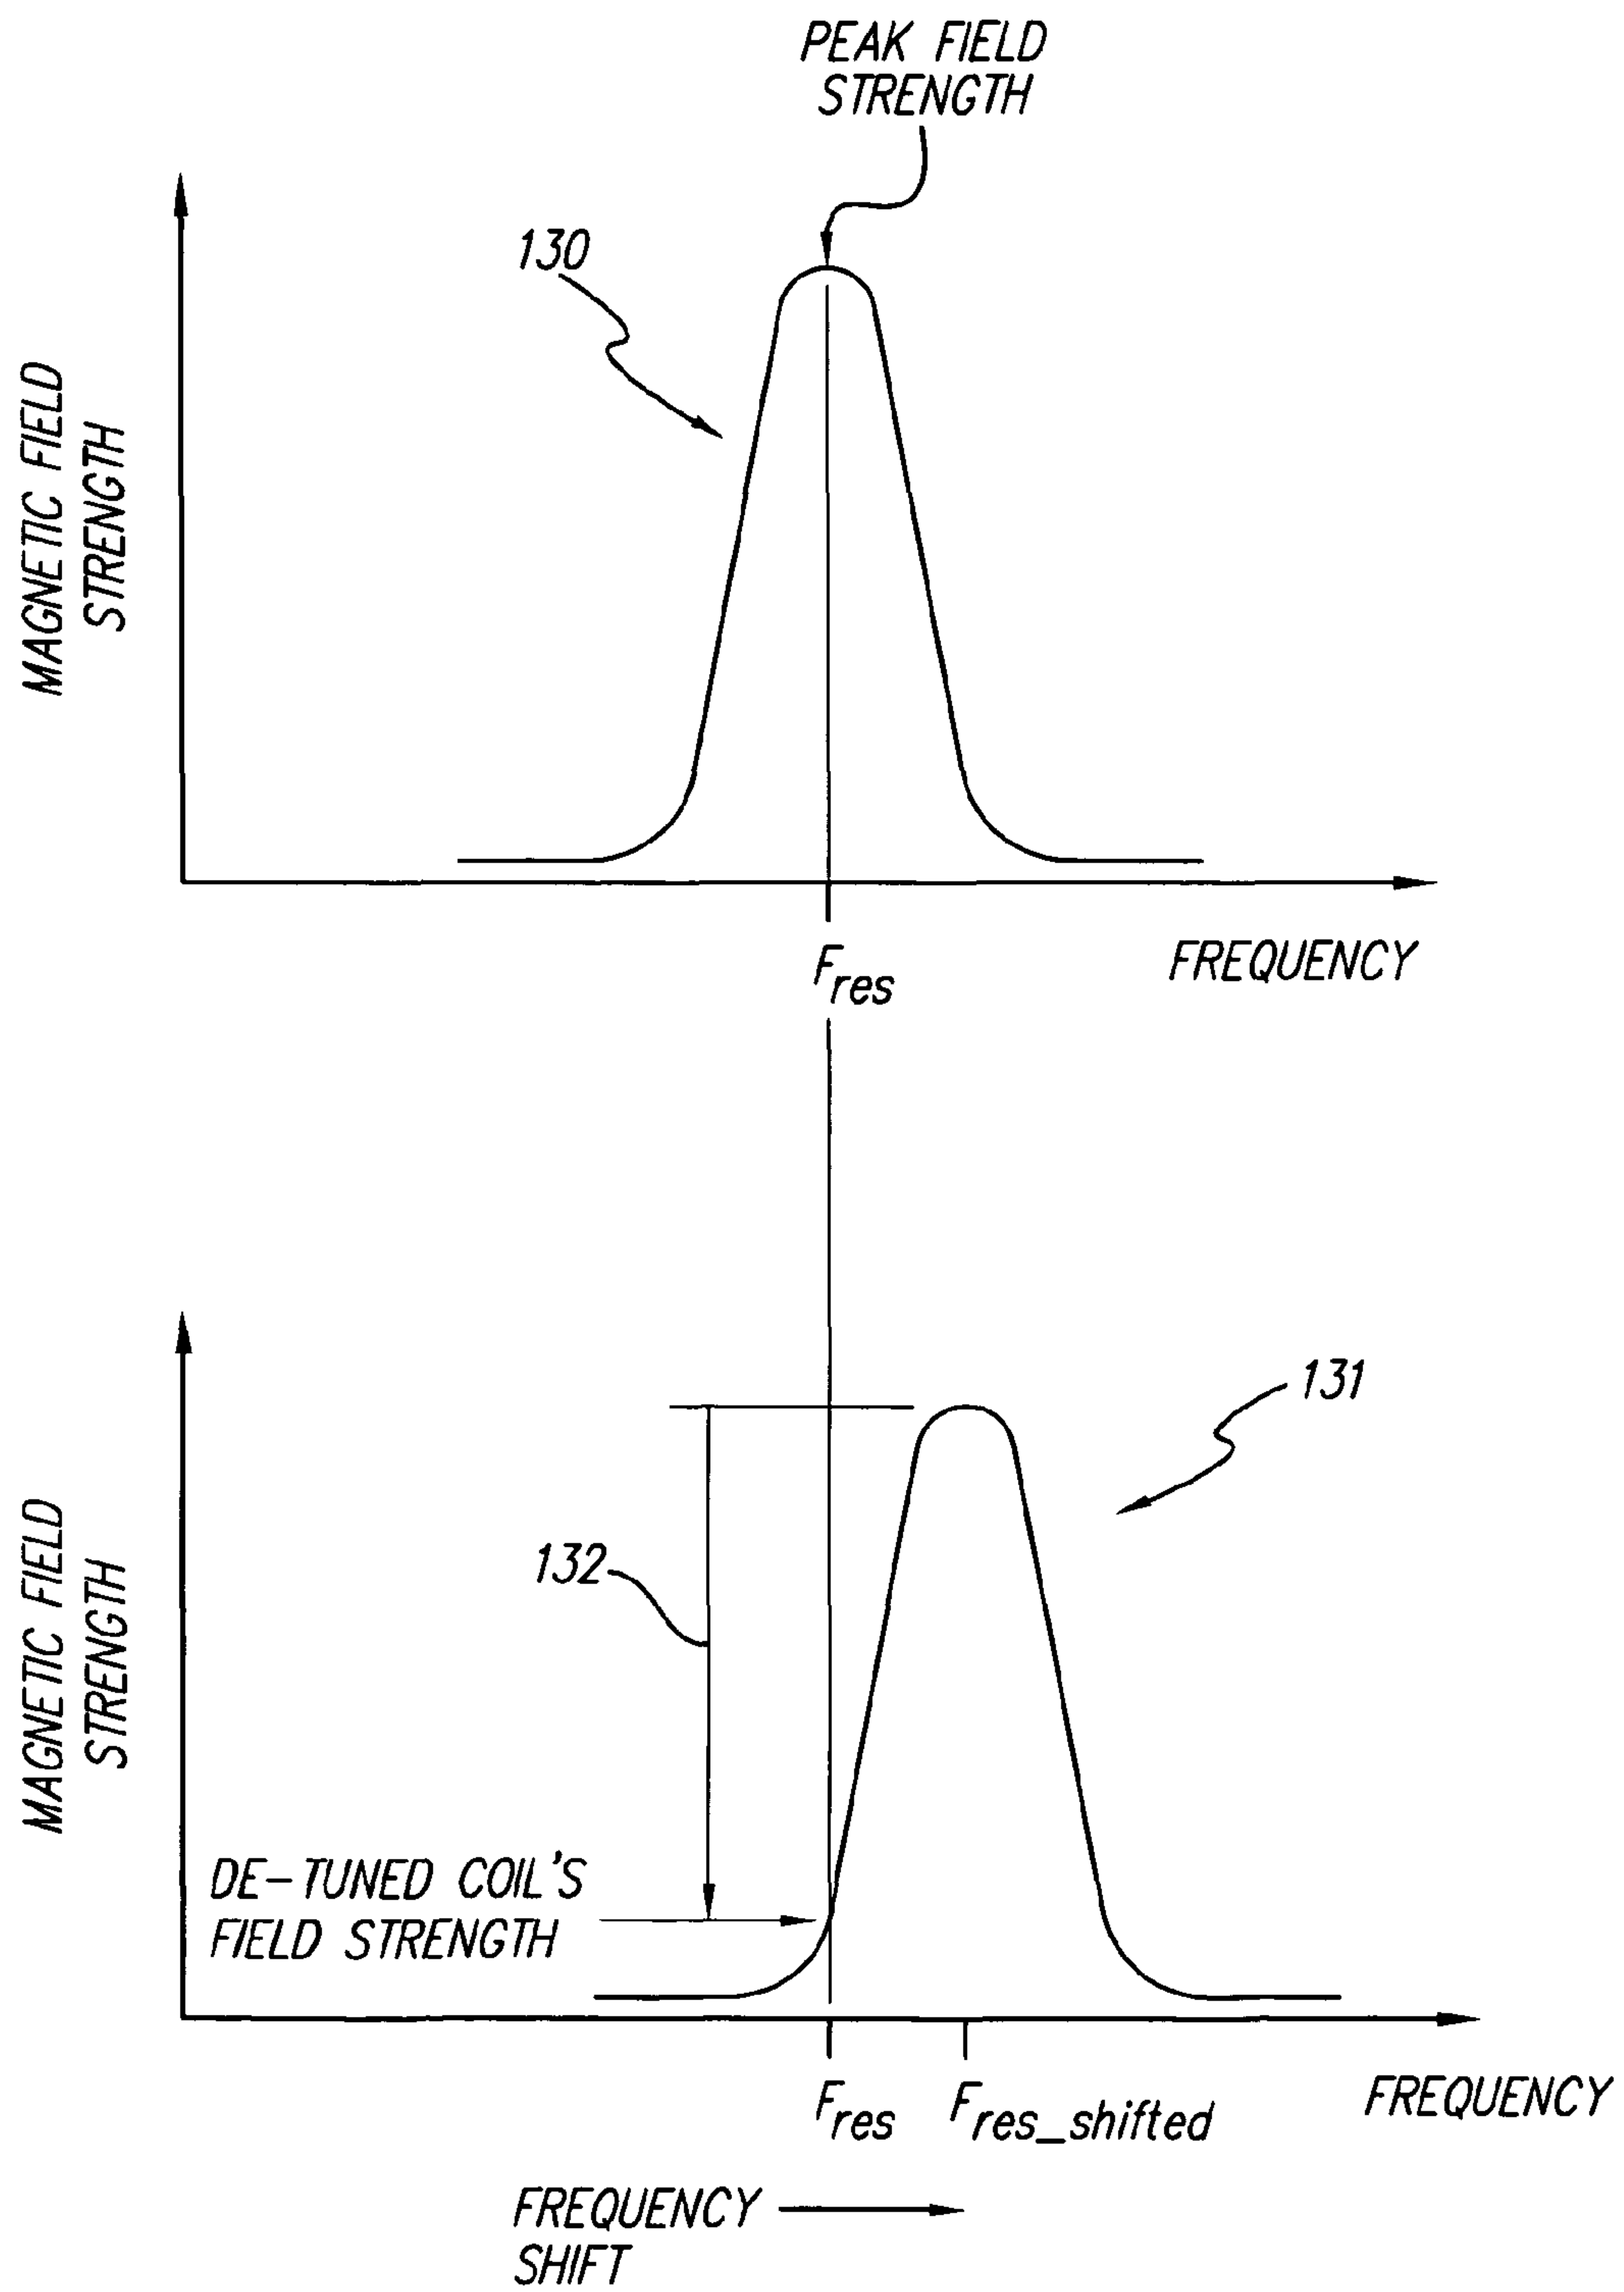 PEAK FIELD
STRENGTH
130
MAGNETIC FIELD
STRENGTH
Fres
FREQUENCY
131
132
MAGNETIC FIELD
STRENGTH
DE-TUNED COIL'S
FIELD STRENGTH
Fres
Fres_shifted
FREQUENCY
FREQUENCY
SHIFT